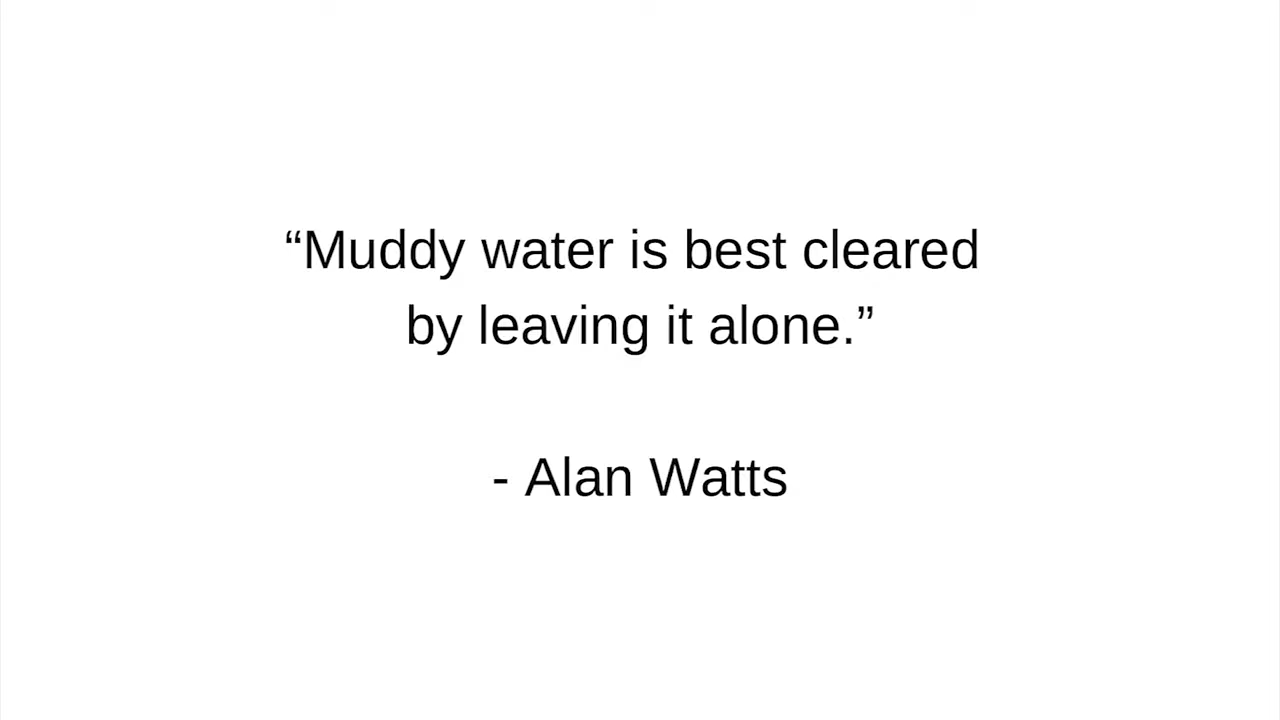 “Muddy water is best cleared
by leaving it alone.”
- Alan Watts